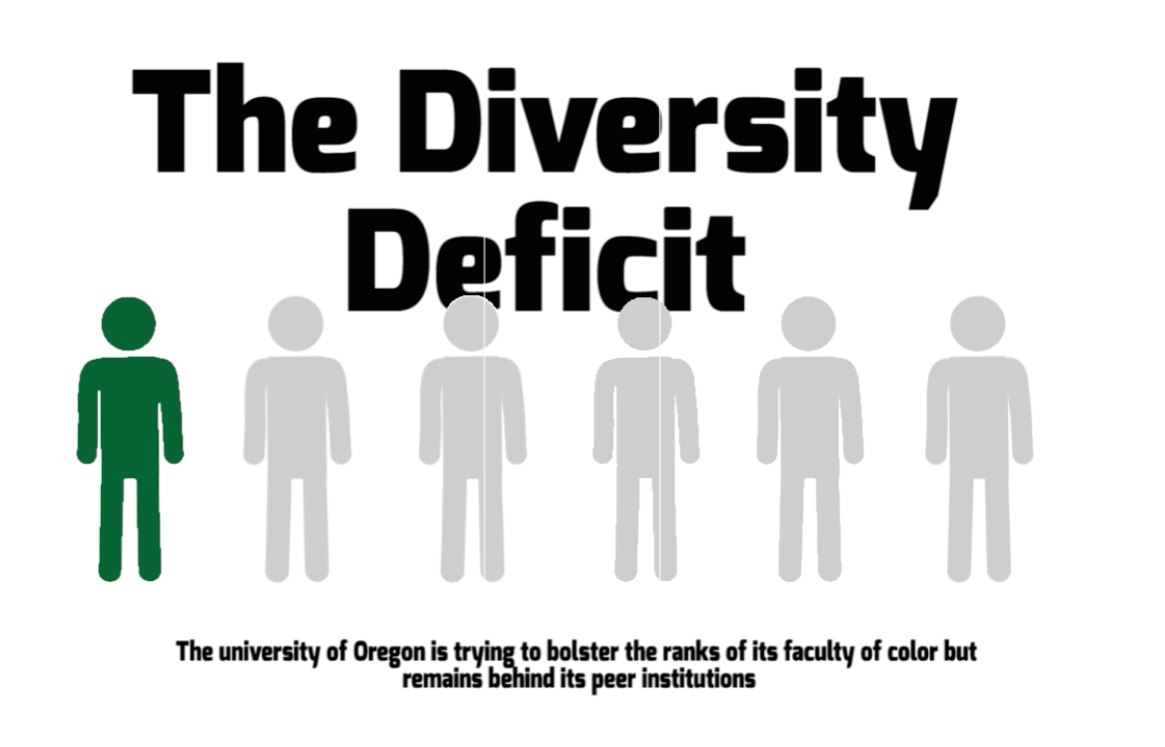 The Diversity
Deficit
The university of Oregon is trying to bolster the ranks of its faculty of color but
remains behind its peer institutions